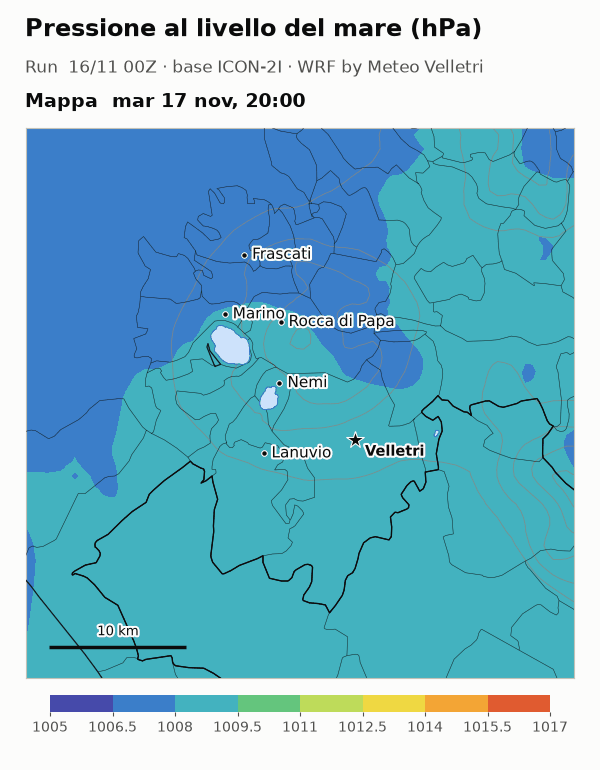 Pressione al livello del mare (hPa)
Run  16/11 00Z · base ICON-2I · WRF by Meteo Velletri
Mappa  mar 17 nov, 20:00
Frascati
Marino
Rocca di Papa
Nemi
Velletri
Lanuvio
10 km
1005 1006.5 1008 1009.5 1011 1012.5 1014 1015.5 1017